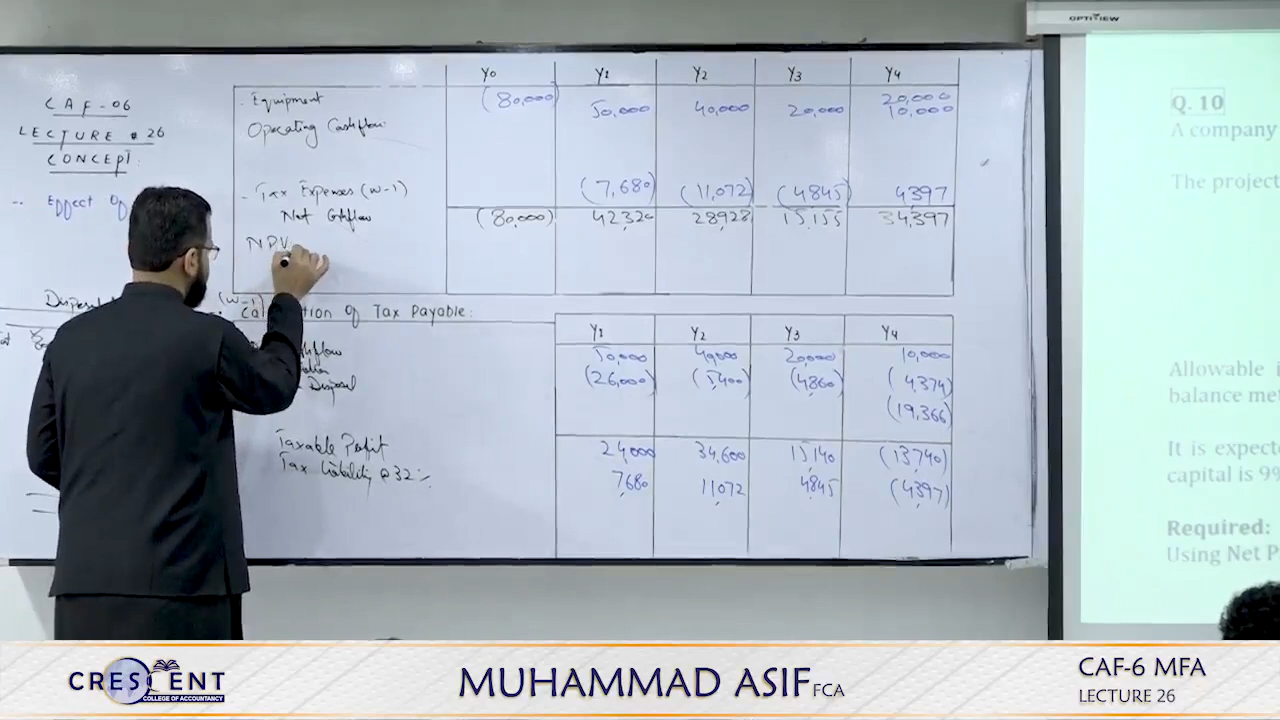 OPTIVIEW
CAF-06
LECTURE # 26
CONCEPT:
Effect Of
Y0 Y1 Y2 Y3 Y4
- Equipment (80,000) 20,000
Operating Cashflow 50,000 40,000 20,000 10,000
- Tax Expenses (W-1) (7,680) (11,072) (4845) 4397
Net Cashflow (80,000) 42,320 28,928 15,155 34,397
NPV
(W-1)
of Tax Payable:
Y1 Y2 Y3 Y4
50,000 40,000 20,000 10,000
(26,000) (5,400) (4,860) (4,374)
Disposal (19,366)
Taxable Profit 24,000 34,600 15,140 (13,740)
Tax Liability @ 32% 7,680 11,072 4,845 (4,397)
Q. 10
A company
The project
Allowable
balance met
It is expect
capital is 9%
Required:
Using Net P
CRESCENT
COLLEGE OF ACCOUNTANCY
MUHAMMAD ASIF FCA
CAF-6 MFA
LECTURE 26